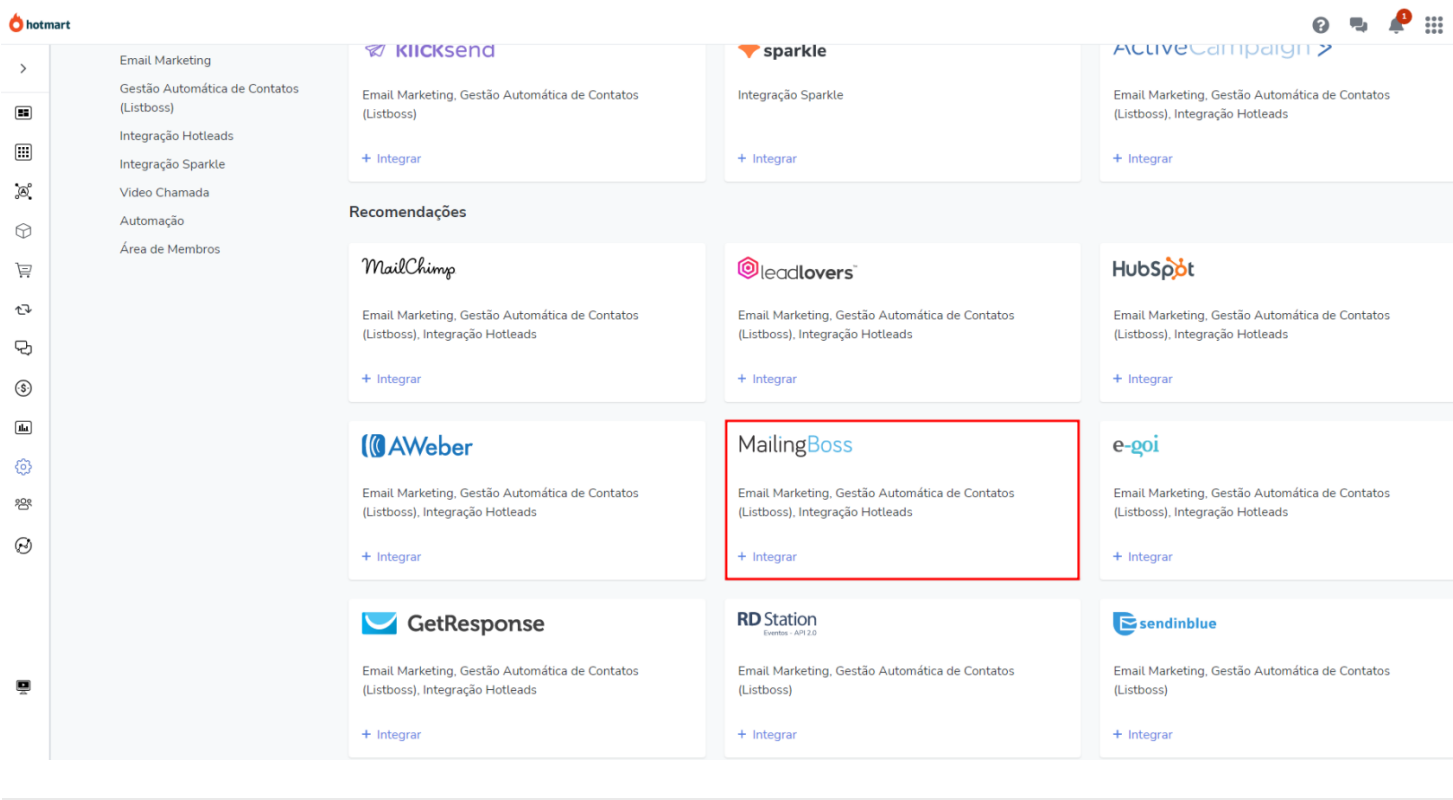 hotmart
1
Email Marketing
Gestão Automática de Contatos
(Listboss)
Integração Hotleads
Integração Sparkle
Video Chamada
Automação
Área de Membros
klicksend
Email Marketing, Gestão Automática de Contatos
(Listboss)
+ Integrar
sparkle
Integração Sparkle
+ Integrar
ActiveCampaign >
Email Marketing, Gestão Automática de Contatos
(Listboss), Integração Hotleads
+ Integrar
Recomendações
MailChimp
Email Marketing, Gestão Automática de Contatos
(Listboss), Integração Hotleads
+ Integrar
leadlovers™
Email Marketing, Gestão Automática de Contatos
(Listboss), Integração Hotleads
+ Integrar
HubSpot
Email Marketing, Gestão Automática de Contatos
(Listboss), Integração Hotleads
+ Integrar
AWeber
Email Marketing, Gestão Automática de Contatos
(Listboss), Integração Hotleads
+ Integrar
MailingBoss
Email Marketing, Gestão Automática de Contatos
(Listboss), Integração Hotleads
+ Integrar
e-goi
Email Marketing, Gestão Automática de Contatos
(Listboss), Integração Hotleads
+ Integrar
GetResponse
Email Marketing, Gestão Automática de Contatos
(Listboss), Integração Hotleads
+ Integrar
RD Station
Eventos - API 2.0
Email Marketing, Gestão Automática de Contatos
(Listboss)
+ Integrar
sendinblue
Email Marketing, Gestão Automática de Contatos
(Listboss)
+ Integrar